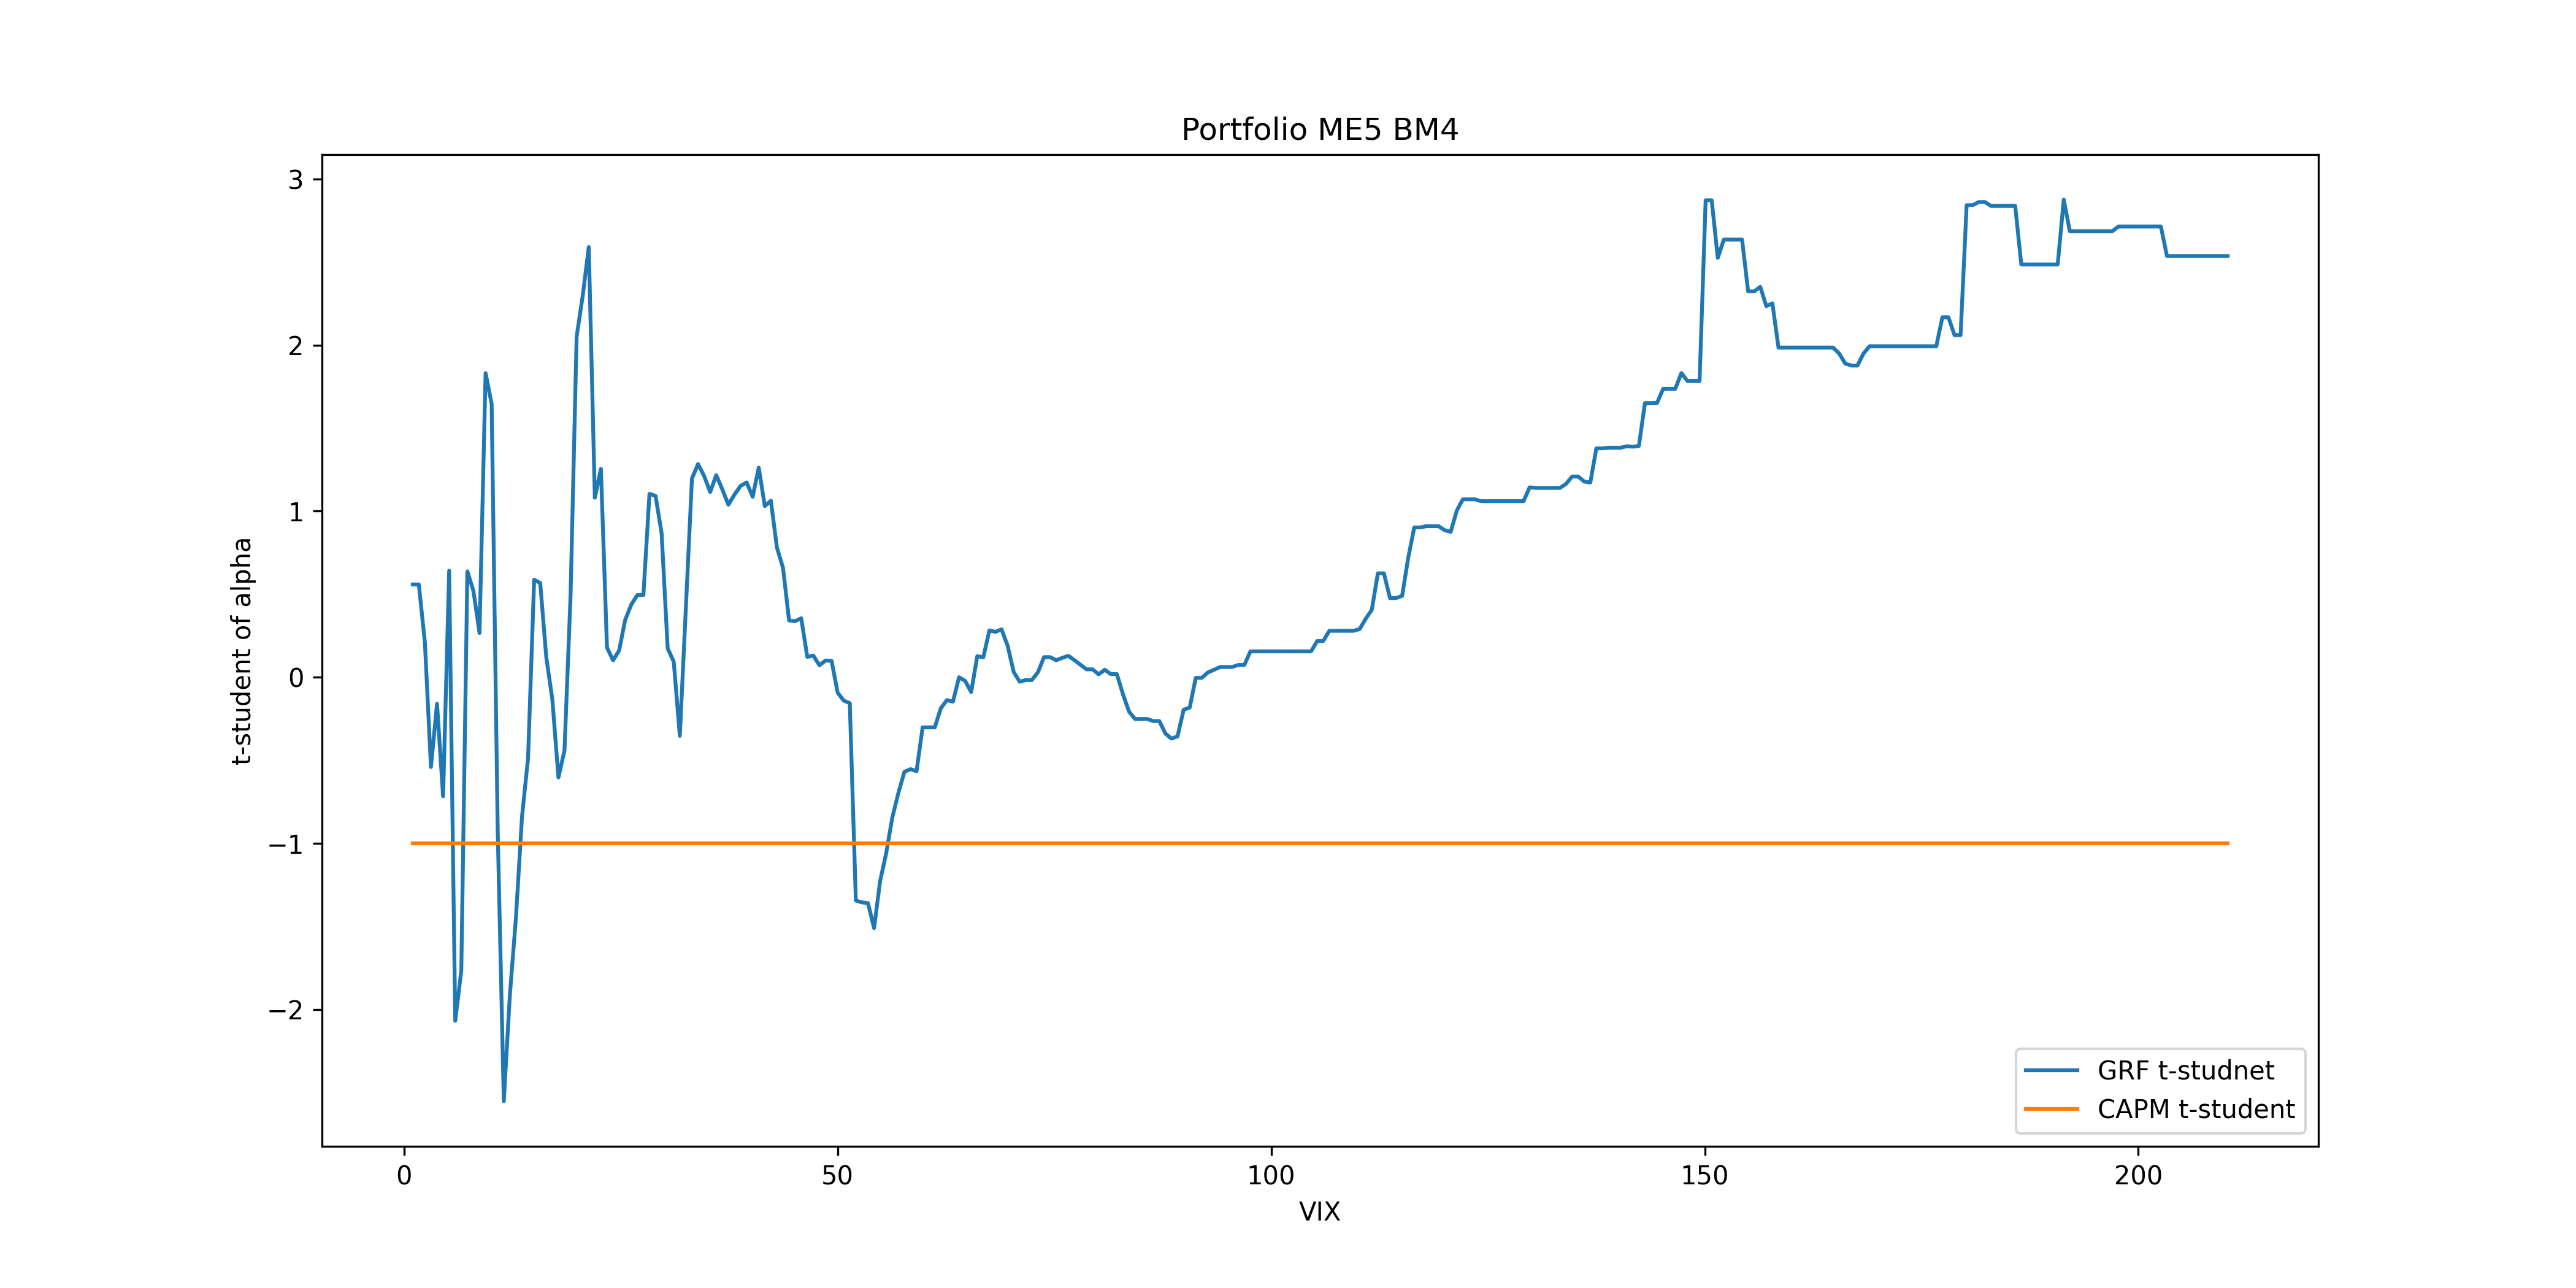 Portfolio ME5 BM4
3
2
1
0
−1
−2
t-student of alpha
0 50 100 150 200
VIX
GRF t-studnet
CAPM t-student